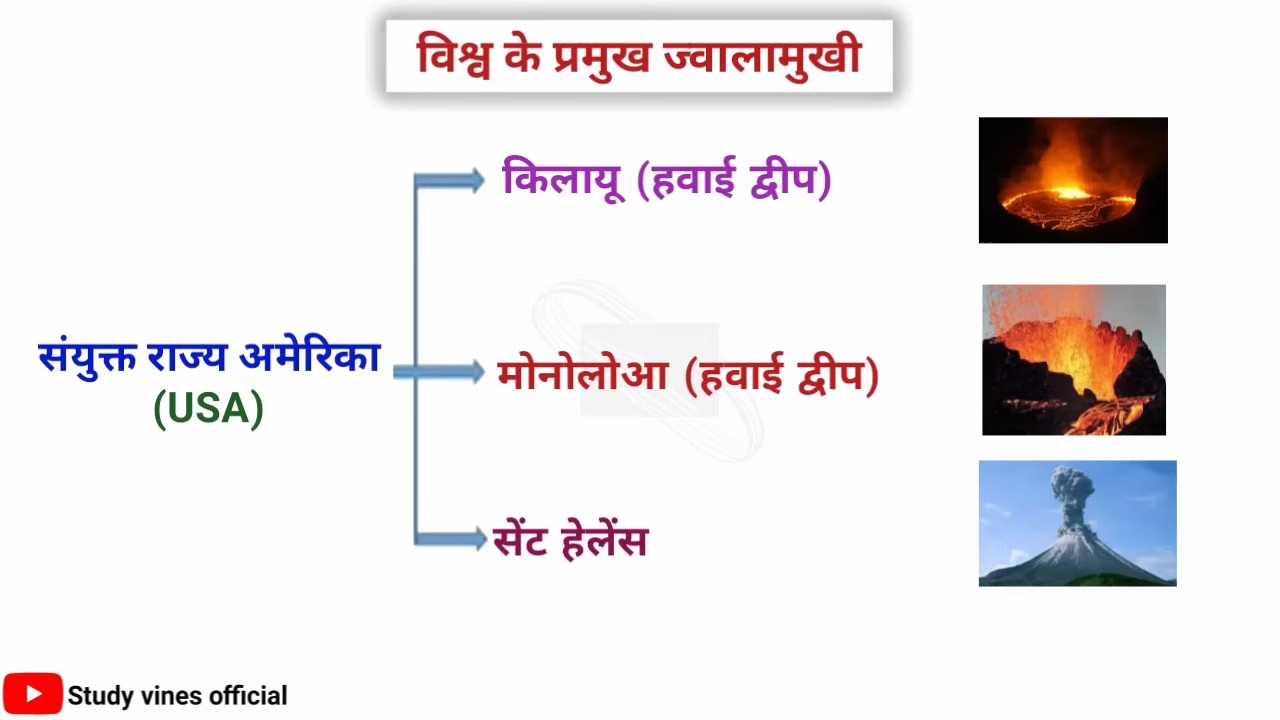 विश्व के प्रमुख ज्वालामुखी
किलायू (हवाई द्वीप)
संयुक्त राज्य अमेरिका
(USA)
मोनोलोआ (हवाई द्वीप)
सेंट हेलेंस
Study vines official